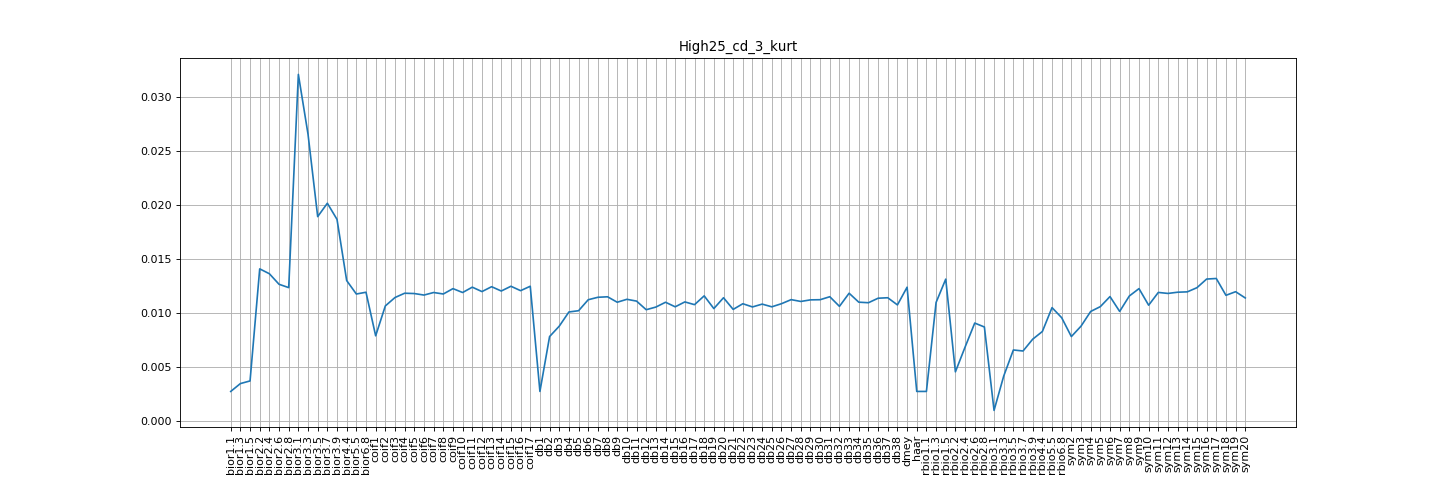 High25_cd_3_kurt
0.030
0.025
0.020
0.015
0.010
0.005
0.000
bior1.1
bior1.3
bior1.5
bior2.2
bior2.4
bior2.6
bior2.8
bior3.1
bior3.3
bior3.5
bior3.7
bior3.9
bior4.4
bior5.5
bior6.8
coif1
coif2
coif3
coif4
coif5
coif6
coif7
coif8
coif9
coif10
coif11
coif12
coif13
coif14
coif15
coif16
coif17
db1
db2
db3
db4
db5
db6
db7
db8
db9
db10
db11
db12
db13
db14
db15
db16
db17
db18
db19
db20
db21
db22
db23
db24
db25
db26
db27
db28
db29
db30
db31
db32
db33
db34
db35
db36
db37
db38
dmey
haar
rbio1.1
rbio1.3
rbio1.5
rbio2.2
rbio2.4
rbio2.6
rbio2.8
rbio3.1
rbio3.3
rbio3.5
rbio3.7
rbio3.9
rbio4.4
rbio5.5
rbio6.8
sym2
sym3
sym4
sym5
sym6
sym7
sym8
sym9
sym10
sym11
sym12
sym13
sym14
sym15
sym16
sym17
sym18
sym19
sym20